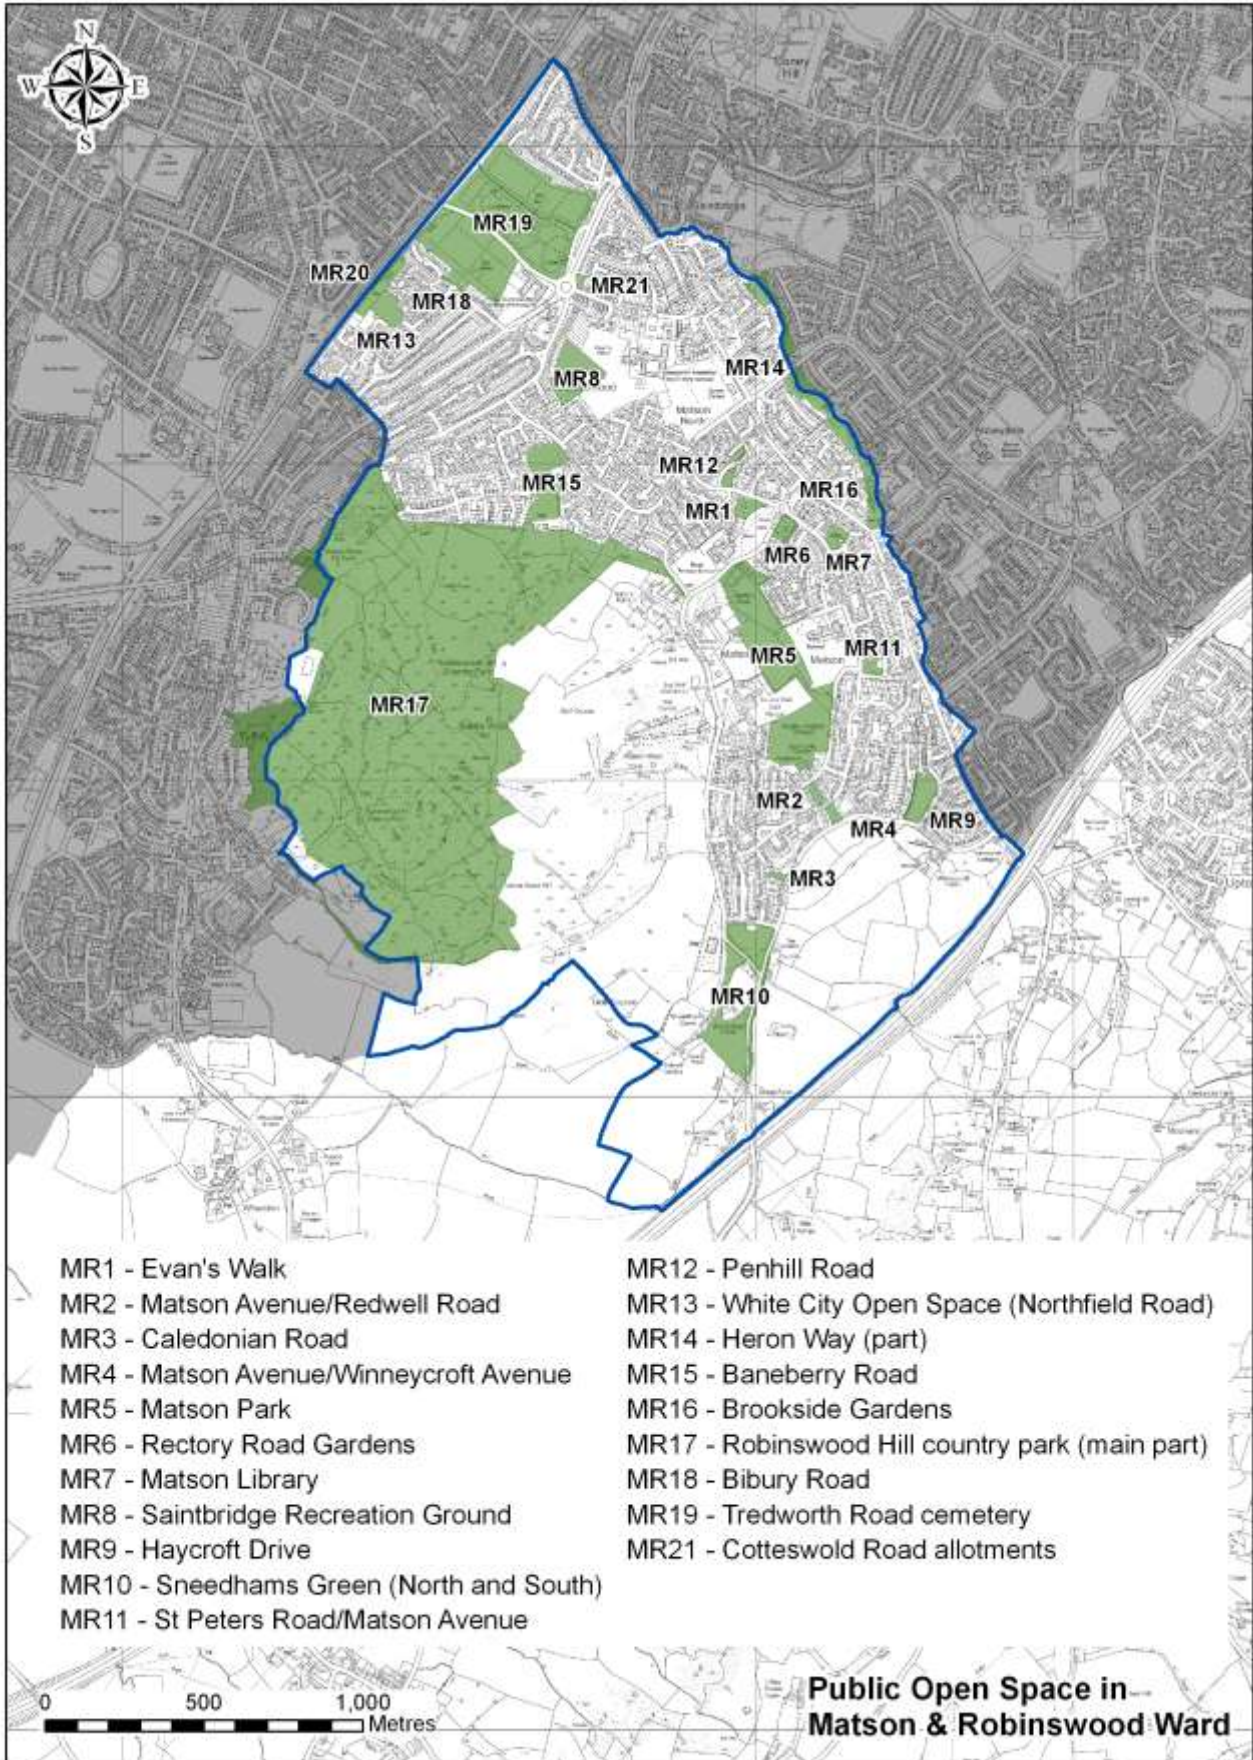 N
W E
S
Coney Hill
MR19
MR20
MR18
MR21
MR13
MR8
MR14
Matson North
MR12
MR15
MR16
MR1
MR6
MR7
MR5
MR11
MR17
MR2
MR4
MR9
MR3
MR10
MR1 - Evan's Walk
MR2 - Matson Avenue/Redwell Road
MR3 - Caledonian Road
MR4 - Matson Avenue/Winneycroft Avenue
MR5 - Matson Park
MR6 - Rectory Road Gardens
MR7 - Matson Library
MR8 - Saintbridge Recreation Ground
MR9 - Haycroft Drive
MR10 - Sneedhams Green (North and South)
MR11 - St Peters Road/Matson Avenue
MR12 - Penhill Road
MR13 - White City Open Space (Northfield Road)
MR14 - Heron Way (part)
MR15 - Baneberry Road
MR16 - Brookside Gardens
MR17 - Robinswood Hill country park (main part)
MR18 - Bibury Road
MR19 - Tredworth Road cemetery
MR21 - Cotteswold Road allotments
0 500 1,000
Metres
Public Open Space in
Matson & Robinswood Ward